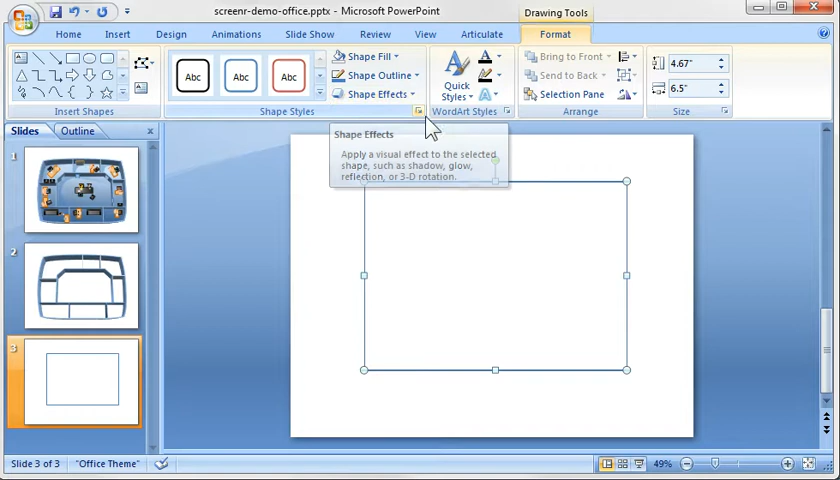 screenr-demo-office.pptx - Microsoft PowerPoint
Drawing Tools
Home
Insert
Design
Animations
Slide Show
Review
View
Articulate
Format
Abc
Abc
Abc
Shape Fill
Shape Outline
Shape Effects
Quick
Styles
A
A
Bring to Front
Send to Back
Selection Pane
4.67"
6.5"
Insert Shapes
Shape Styles
WordArt Styles
Arrange
Size
Slides
Outline
Shape Effects
Apply a visual effect to the selected
shape, such as shadow, glow,
reflection, or 3-D rotation.
1
2
3
Slide 3 of 3
"Office Theme"
49%